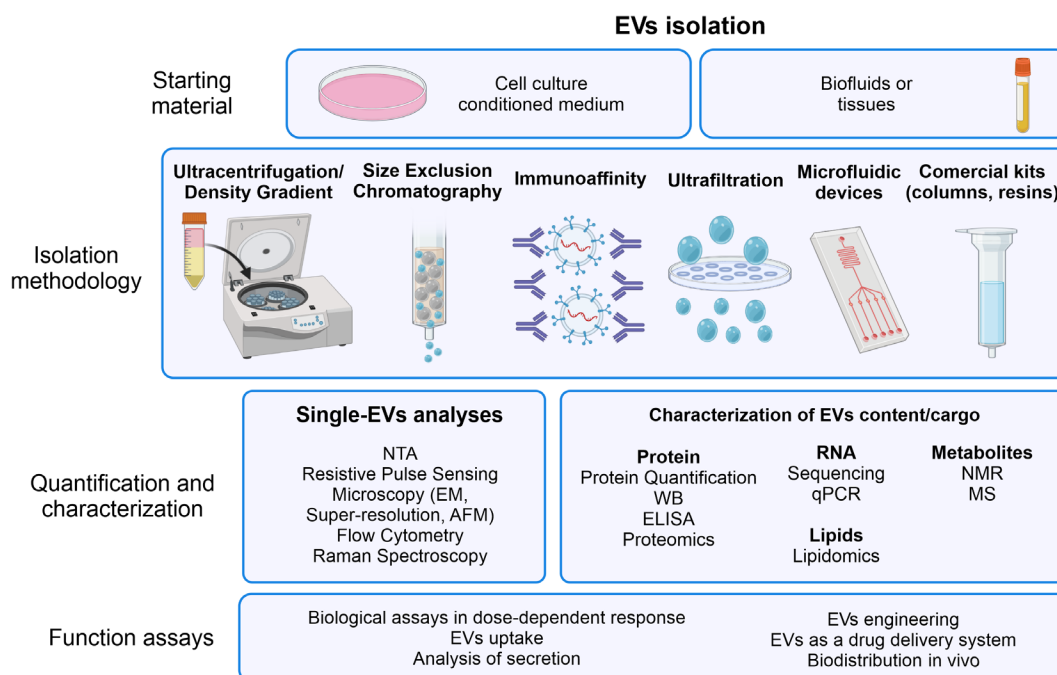 EVs isolation
Starting
material
Cell culture
conditioned medium
Biofluids or
tissues
Isolation
methodology
Ultracentrifugation/
Density Gradient
Size Exclusion
Chromatography
Immunoaffinity
Ultrafiltration
Microfluidic
devices
Comercial kits
(columns, resins)
Quantification and
characterization
Single-EVs analyses
NTA
Resistive Pulse Sensing
Microscopy (EM,
Super-resolution, AFM)
Flow Cytometry
Raman Spectroscopy
Characterization of EVs content/cargo
Protein
Protein Quantification
WB
ELISA
Proteomics
RNA
Sequencing
qPCR
Lipids
Lipidomics
Metabolites
NMR
MS
Function assays
Biological assays in dose-dependent response
EVs uptake
Analysis of secretion
EVs engineering
EVs as a drug delivery system
Biodistribution in vivo